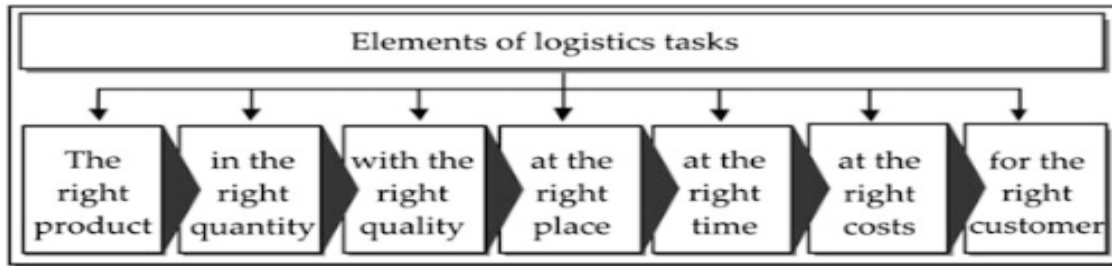 Elements of logistics tasks
The
right
product
in the
right
quantity
with the
right
quality
at the
right
place
at the
right
time
at the
right
costs
for the
right
customer